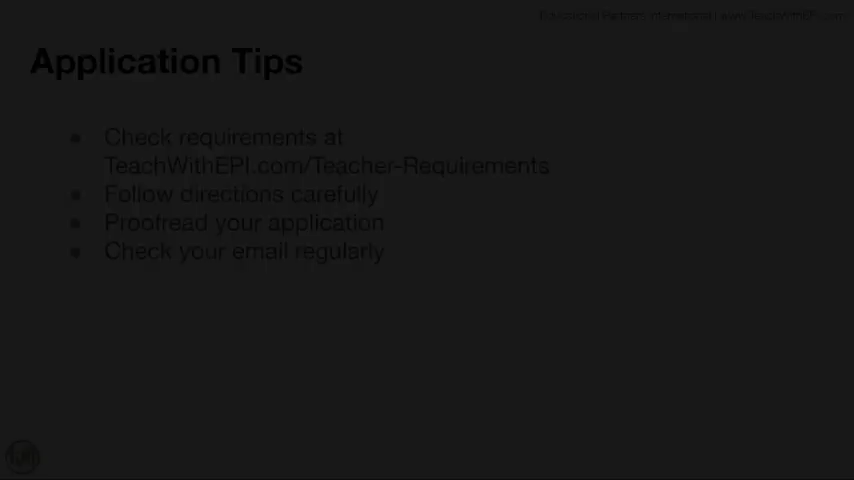 Educational Partners International | www.TeachWithEPI.com
Application Tips
● Check requirements at
TeachWithEPI.com/Teacher-Requirements
● Follow directions carefully
● Proofread your application
● Check your email regularly